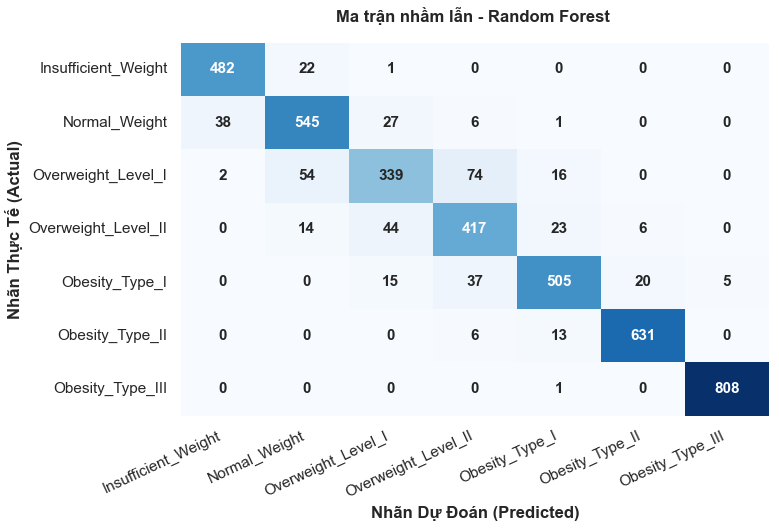 Ma trận nhầm lẫn - Random Forest
Nhãn Thực Tế (Actual)
Insufficient_Weight 482 22 1 0 0 0 0
Normal_Weight 38 545 27 6 1 0 0
Overweight_Level_I 2 54 339 74 16 0 0
Overweight_Level_II 0 14 44 417 23 6 0
Obesity_Type_I 0 0 15 37 505 20 5
Obesity_Type_II 0 0 0 6 13 631 0
Obesity_Type_III 0 0 0 0 1 0 808
Insufficient_Weight Normal_Weight Overweight_Level_I Overweight_Level_II Obesity_Type_I Obesity_Type_II Obesity_Type_III
Nhãn Dự Đoán (Predicted)